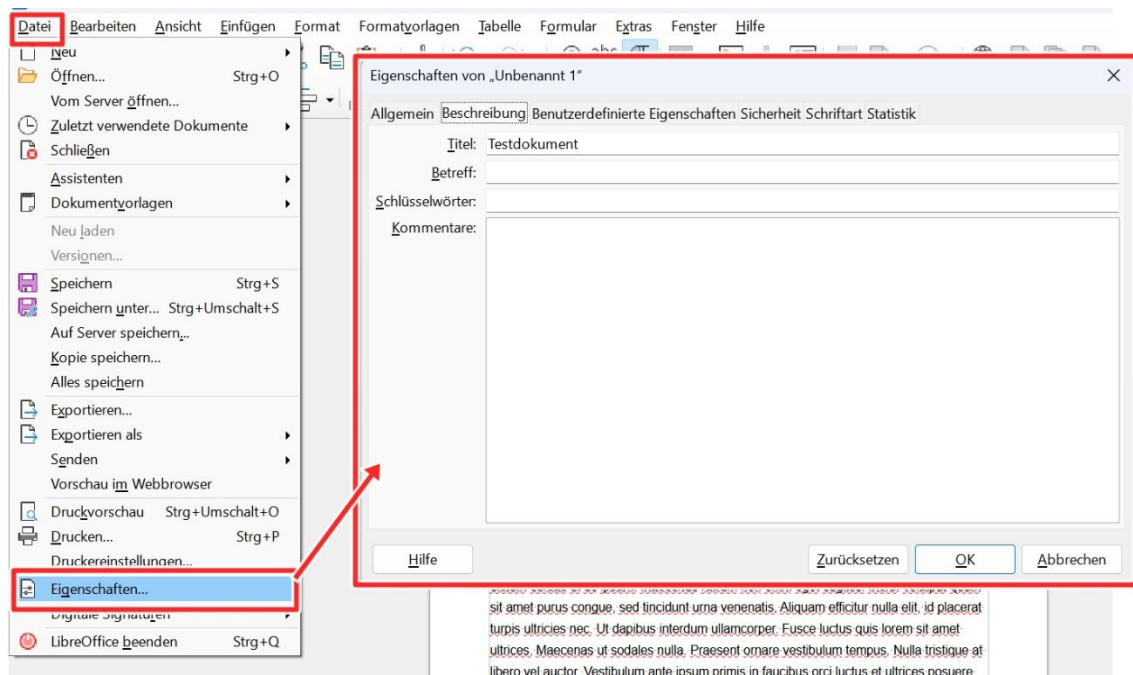 Datei Bearbeiten Ansicht Einfügen Format Formatvorlagen Tabelle Formular Extras Fenster Hilfe
Neu
Öffnen... Strg+O
Vom Server öffnen...
Zuletzt verwendete Dokumente
Schließen
Assistenten
Dokumentvorlagen
Neu laden
Versionen...
Speichern Strg+S
Speichern unter... Strg+Umschalt+S
Auf Server speichern...
Kopie speichern...
Alles speichern
Exportieren...
Exportieren als
Senden
Vorschau im Webbrowser
Druckvorschau Strg+Umschalt+O
Drucken... Strg+P
Druckereinstellungen...
Eigenschaften...
Digitale Signaturen
LibreOffice beenden Strg+Q
Eigenschaften von „Unbenannt 1“
Allgemein Beschreibung Benutzerdefinierte Eigenschaften Sicherheit Schriftart Statistik
Titel: Testdokument
Betreff:
Schlüsselwörter:
Kommentare:
Hilfe Zurücksetzen OK Abbrechen
sit amet purus congue, sed tincidunt urna venenatis. Aliquam efficitur nulla elit, id placerat
turpis ultricies nec. Ut dapibus interdum ullamcorper. Fusce luctus quis lorem sit amet
ultrices. Maecenas ut sodales nulla. Praesent ornare vestibulum tempus. Nulla tristique at
libero vel auctor. Vestibulum ante ipsum primis in faucibus orci luctus et ultrices posuere